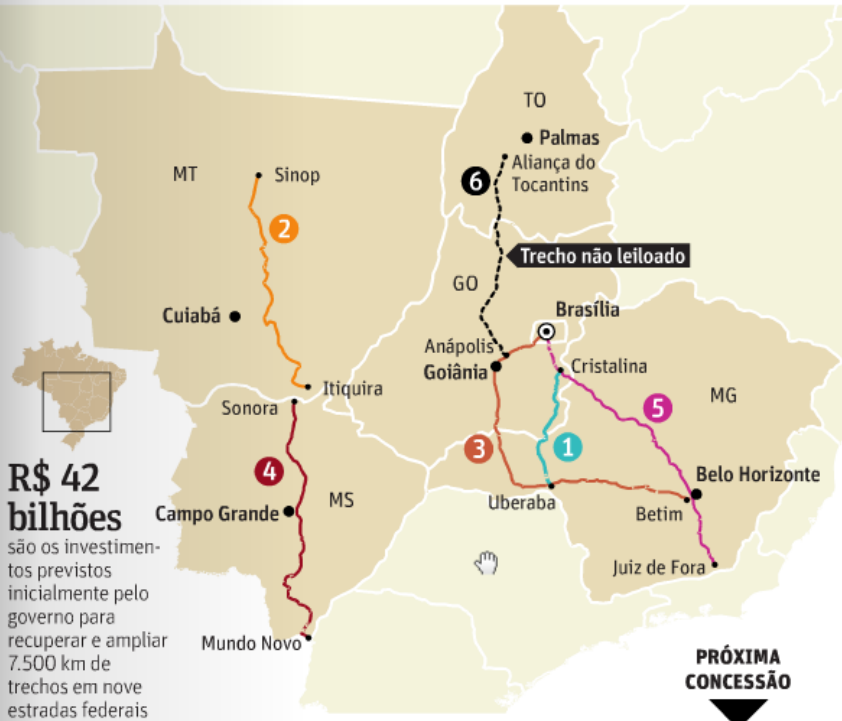 TO
Palmas
Aliança do
Tocantins
6
MT
Sinop
2
Trecho não leiloado
GO
Brasília
Cuiabá
Anápolis
Goiânia
Cristalina
Itiquira
Sonora
MG
5
3
1
4
Belo Horizonte
MS
Uberaba
Betim
Campo Grande
Juiz de Fora
Mundo Novo
R$ 42
bilhões
são os investimen-
tos previstos
inicialmente pelo
governo para
recuperar e ampliar
7.500 km de
trechos em nove
estradas federais
PRÓXIMA
CONCESSÃO